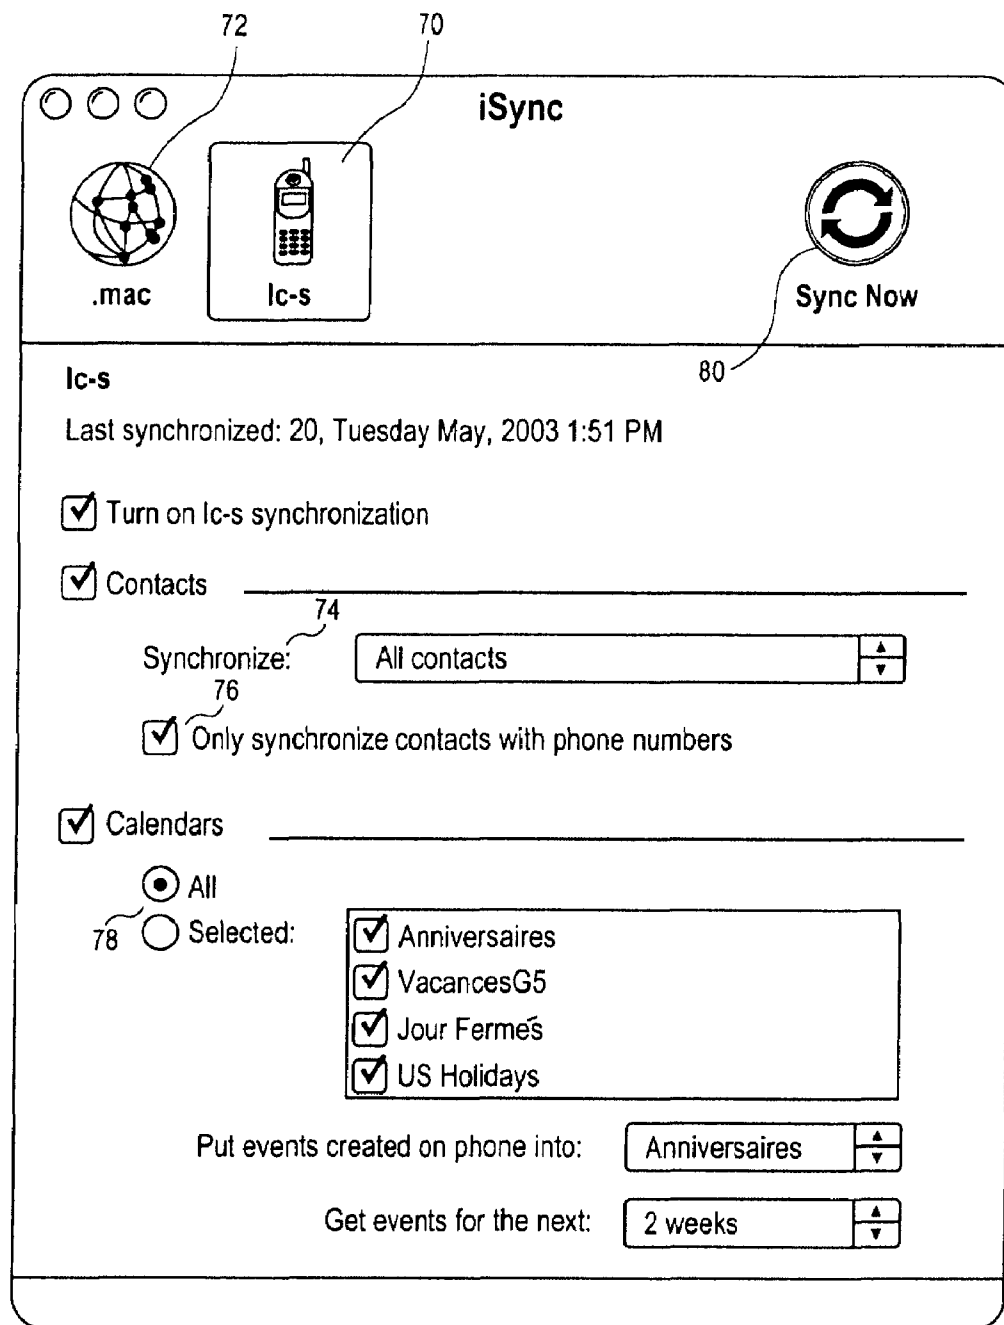 72 70
iSync
.mac
lc-s
Sync Now
80
lc-s
Last synchronized: 20, Tuesday May, 2003 1:51 PM
Turn on lc-s synchronization
Contacts
74
Synchronize: All contacts
76
Only synchronize contacts with phone numbers
Calendars
All
78 Selected:
Anniversaires
VacancesG5
Jour Fermés
US Holidays
Put events created on phone into: Anniversaires
Get events for the next: 2 weeks